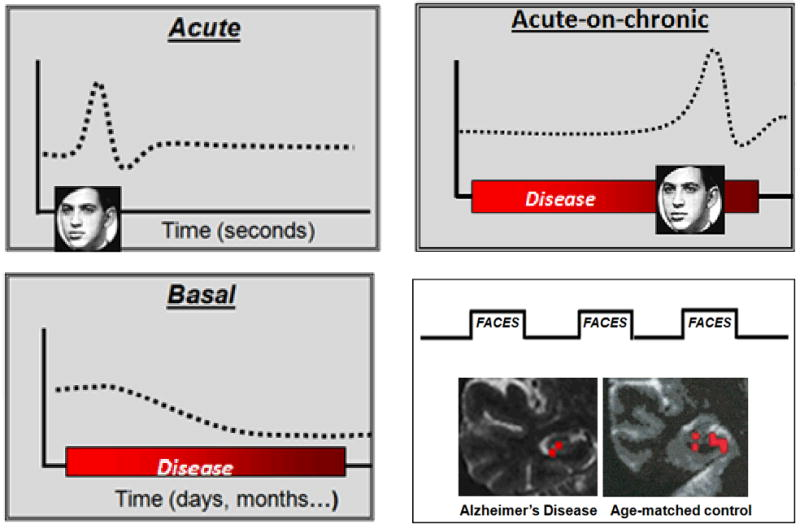 Acute
Time (seconds)
Acute-on-chronic
Disease
Basal
Disease
Time (days, months...)
FACES FACES FACES
Alzheimer's Disease Age-matched control